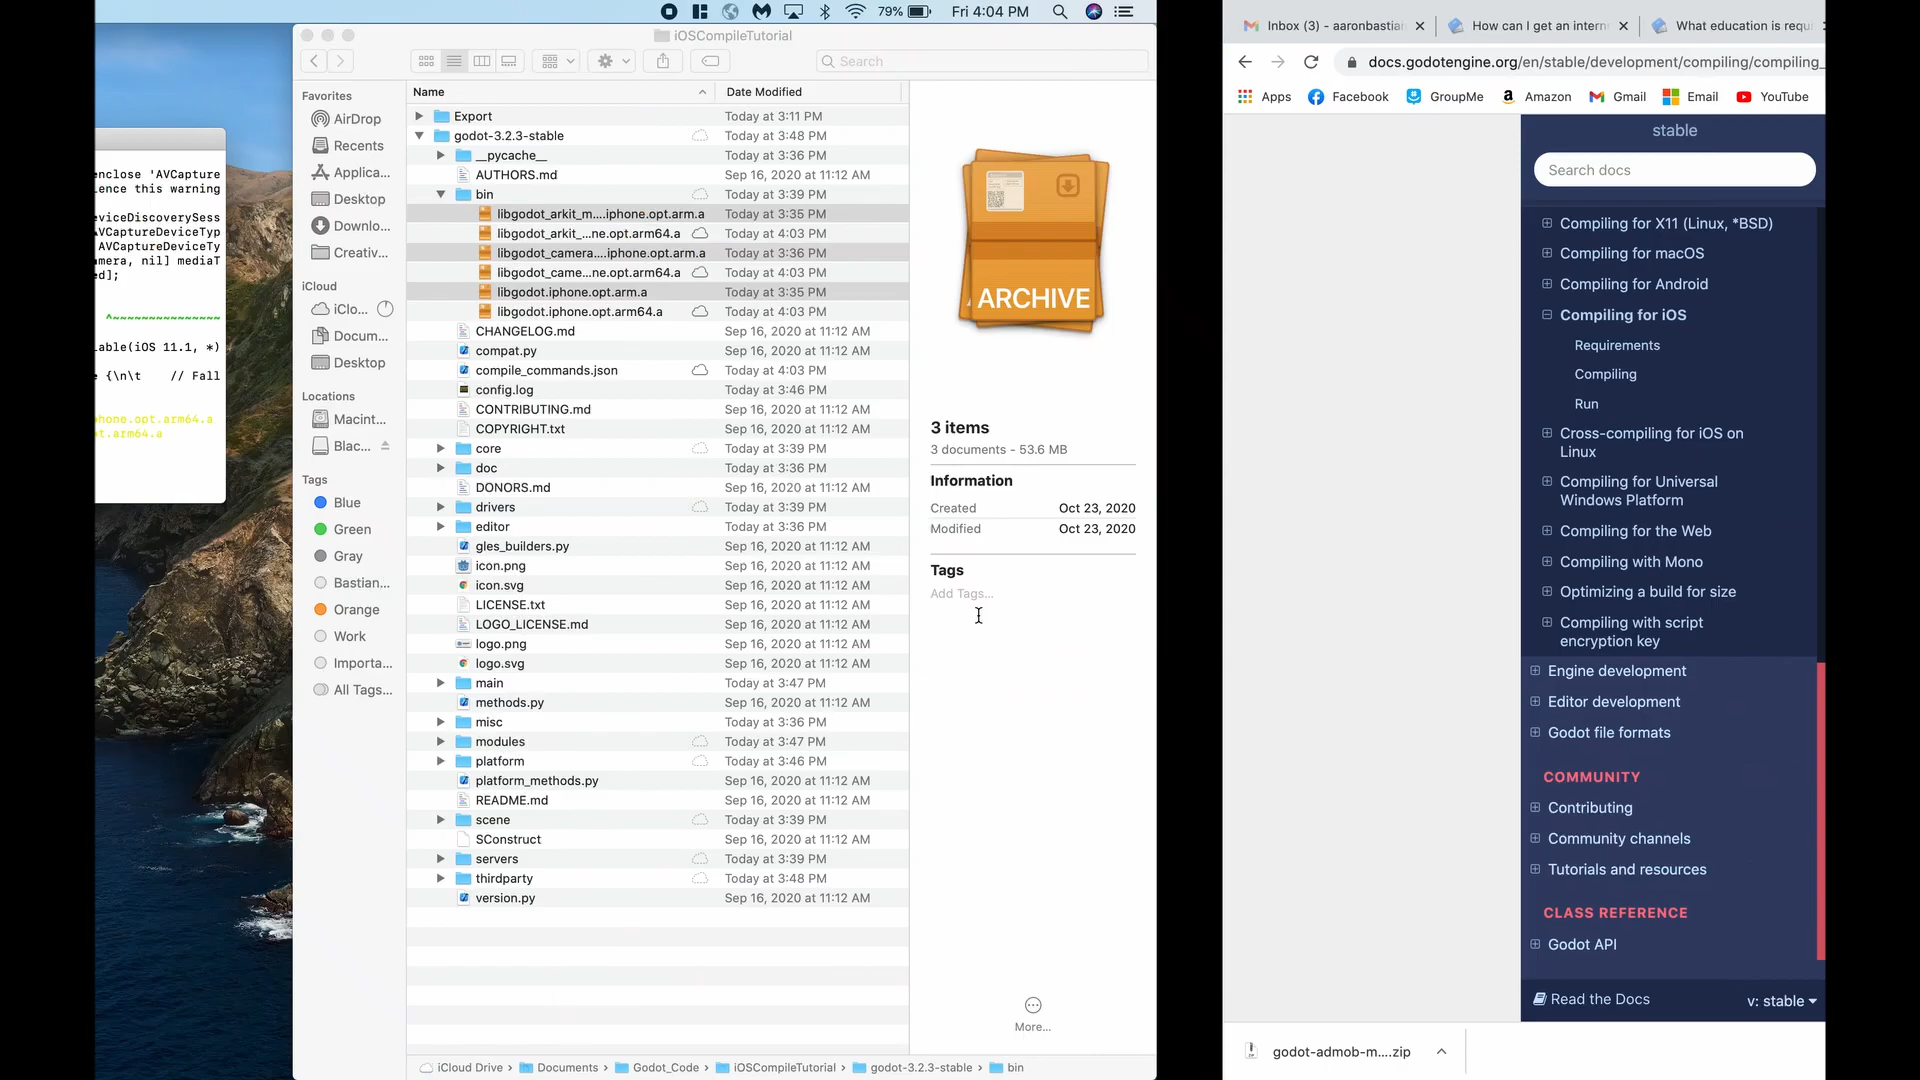 79%
Fri 4:04 PM
iOSCompileTutorial
Search
Name
Date Modified
Favorites
AirDrop
Recents
Applica...
Desktop
Downlo...
Creativ...
iCloud
iClo...
Docum...
Desktop
Locations
Macint...
Blac...
Tags
Blue
Green
Gray
Bastian...
Orange
Work
Importa...
All Tags...
enclose 'AVCapture
ience this warning
AVCaptureDeviceTy
amera, nil] mediaT
ed];
^~~~~~~~~~~~~~~~
lable(iOS 11.1, *)
e {\n\t // Fall
phone.opt.arm64.a
pt.arm64.a
Export Today at 3:11 PM
godot-3.2.3-stable Today at 3:48 PM
__pycache__ Today at 3:36 PM
AUTHORS.md Sep 16, 2020 at 11:12 AM
bin Today at 3:39 PM
libgodot_arkit_m....iphone.opt.arm.a Today at 3:35 PM
libgodot_arkit_...ne.opt.arm64.a Today at 4:03 PM
libgodot_camera....iphone.opt.arm.a Today at 3:36 PM
libgodot_came...ne.opt.arm64.a Today at 4:03 PM
libgodot.iphone.opt.arm.a Today at 3:35 PM
libgodot.iphone.opt.arm64.a Today at 4:03 PM
CHANGELOG.md Sep 16, 2020 at 11:12 AM
compat.py Sep 16, 2020 at 11:12 AM
compile_commands.json Today at 4:03 PM
config.log Today at 3:46 PM
CONTRIBUTING.md Sep 16, 2020 at 11:12 AM
COPYRIGHT.txt Sep 16, 2020 at 11:12 AM
core Today at 3:39 PM
doc Today at 3:36 PM
DONORS.md Sep 16, 2020 at 11:12 AM
drivers Today at 3:39 PM
editor Today at 3:36 PM
gles_builders.py Sep 16, 2020 at 11:12 AM
icon.png Sep 16, 2020 at 11:12 AM
icon.svg Sep 16, 2020 at 11:12 AM
LICENSE.txt Sep 16, 2020 at 11:12 AM
LOGO_LICENSE.md Sep 16, 2020 at 11:12 AM
logo.png Sep 16, 2020 at 11:12 AM
logo.svg Sep 16, 2020 at 11:12 AM
main Today at 3:47 PM
methods.py Sep 16, 2020 at 11:12 AM
misc Today at 3:36 PM
modules Today at 3:47 PM
platform Today at 3:46 PM
platform_methods.py Sep 16, 2020 at 11:12 AM
README.md Sep 16, 2020 at 11:12 AM
scene Today at 3:39 PM
SConstruct Sep 16, 2020 at 11:12 AM
servers Today at 3:39 PM
thirdparty Today at 3:48 PM
version.py Sep 16, 2020 at 11:12 AM
ARCHIVE
3 items
3 documents - 53.6 MB
Information
Created Oct 23, 2020
Modified Oct 23, 2020
Tags
Add Tags...
More...
iCloud Drive › Documents › Godot_Code › iOSCompileTutorial › godot-3.2.3-stable › bin
Inbox (3) - aaronbastian
How can I get an intern
What education is requi
docs.godotengine.org/en/stable/development/compiling/compiling_
Apps Facebook GroupMe Amazon Gmail Email YouTube
stable
Search docs
Compiling for X11 (Linux, *BSD)
Compiling for macOS
Compiling for Android
Compiling for iOS
Requirements
Compiling
Run
Cross-compiling for iOS on
Linux
Compiling for Universal
Windows Platform
Compiling for the Web
Compiling with Mono
Optimizing a build for size
Compiling with script
encryption key
Engine development
Editor development
Godot file formats
COMMUNITY
Contributing
Community channels
Tutorials and resources
CLASS REFERENCE
Godot API
Read the Docs
v: stable
godot-admob-m....zip